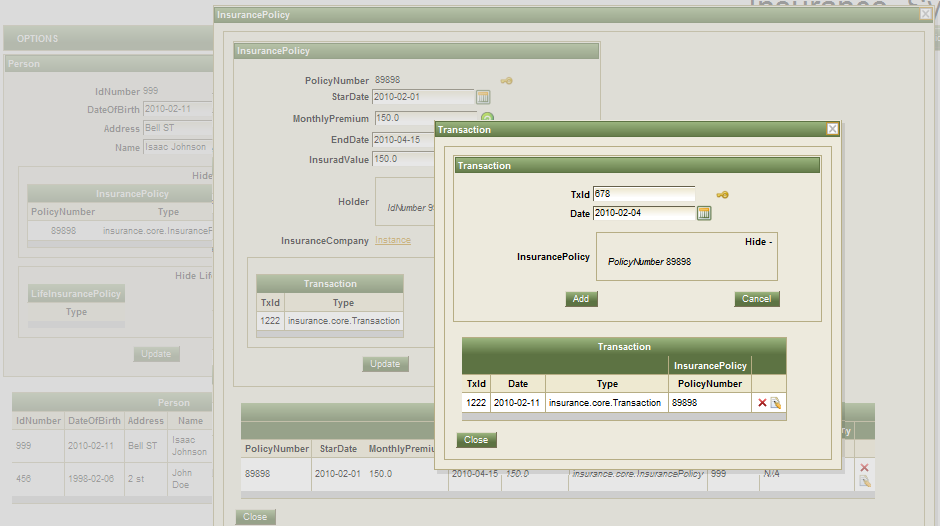 InsurancePolicy
OPTIONS
Person
IdNumber 999
DateOfBirth 2010-02-11
Address Bell ST
Name Isaac Johnson
Hide
InsurancePolicy
PolicyNumber Type
89898 insurance.core.InsuranceP
Hide Lif
LifeInsurancePolicy
Type
Update
Person
IdNumber DateOfBirth Address Name
999 2010-02-11 Bell ST Isaac Johnson
456 1998-02-06 2 st John Doe
InsurancePolicy
PolicyNumber 89898
StarDate 2010-02-01
MonthlyPremium 150.0
EndDate 2010-04-15
InsuradValue 150.0
Holder
IdNumber 9
InsuranceCompany Instance
Transaction
TxId Type
1222 insurance.core.Transaction
Update
PolicyNumber StarDate MonthlyPremiu
89898 2010-02-01 150.0 2010-04-15 150.0 insurance.core.InsurancePolicy 999 N/A
Close
Transaction
Transaction
TxId 678
Date 2010-02-04
Hide -
InsurancePolicy
PolicyNumber 89898
Add Cancel
Transaction
InsurancePolicy
TxId Date Type PolicyNumber
1222 2010-02-11 insurance.core.Transaction 89898
Close